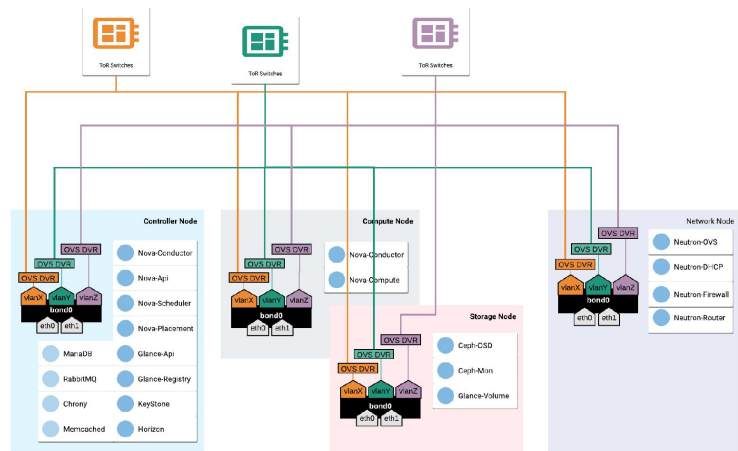 ToR Switches
ToR Switches
ToR Switches
Controller Node
OVS DVR
OVS DVR
OVS DVR
vlanX
vlanY
vlanZ
bond0
eth0
eth1
Nova-Conductor
Nova-Api
Nova-Scheduler
Nova-Placement
MariaDB
Glance-Api
RabbitMQ
Glance-Registry
Chrony
KeyStone
Memcached
Horizon
Compute Node
OVS DVR
OVS DVR
OVS DVR
vlanX
vlanY
vlanZ
bond0
eth0
eth1
Nova-Conductor
Nova-Compute
Storage Node
OVS DVR
OVS DVR
OVS DVR
vlanX
vlanY
vlanZ
bond0
eth0
eth1
Ceph-OSD
Ceph-Mon
Glance-Volume
Network Node
OVS DVR
OVS DVR
OVS DVR
vlanX
vlanY
vlanZ
bond0
eth0
eth1
Neutron-OVS
Neutron-DHCP
Neutron-Firewall
Neutron-Router